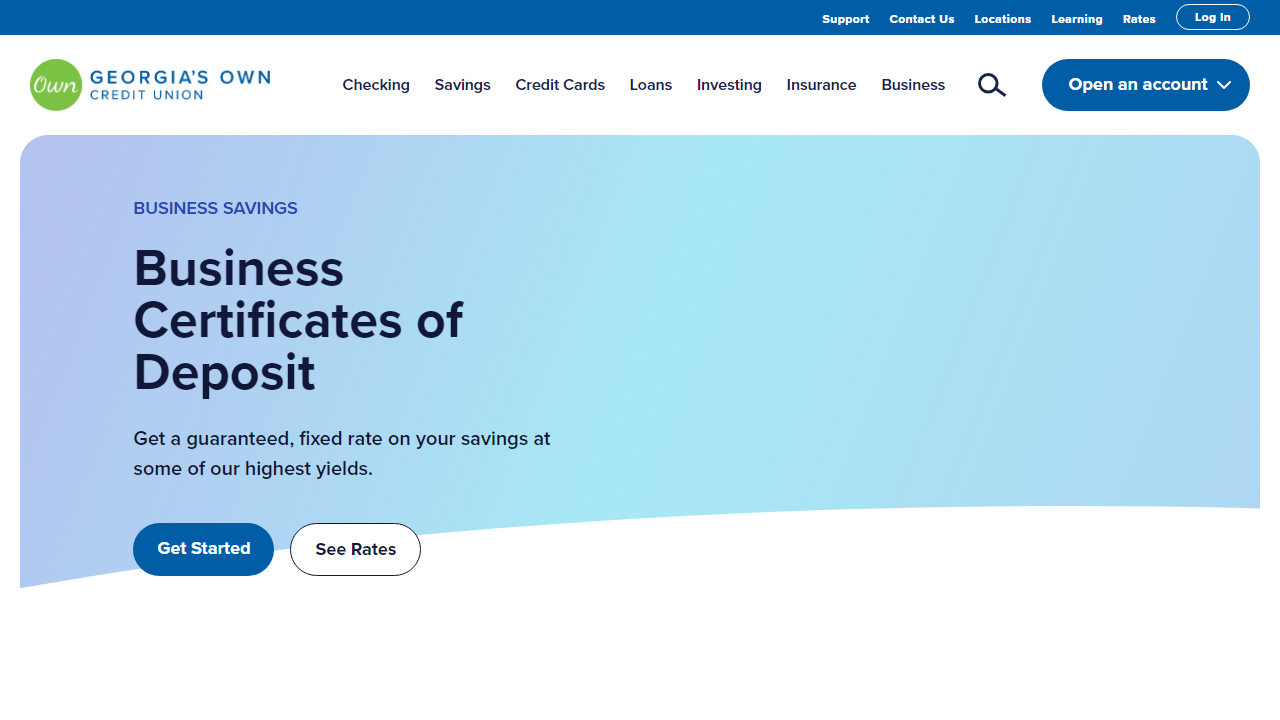 Support Contact Us Locations Learning Rates Log In
Own GEORGIA'S OWN
CREDIT UNION
Checking Savings Credit Cards Loans Investing Insurance Business
Open an account
BUSINESS SAVINGS
Business
Certificates of
Deposit
Get a guaranteed, fixed rate on your savings at
some of our highest yields.
Get Started See Rates